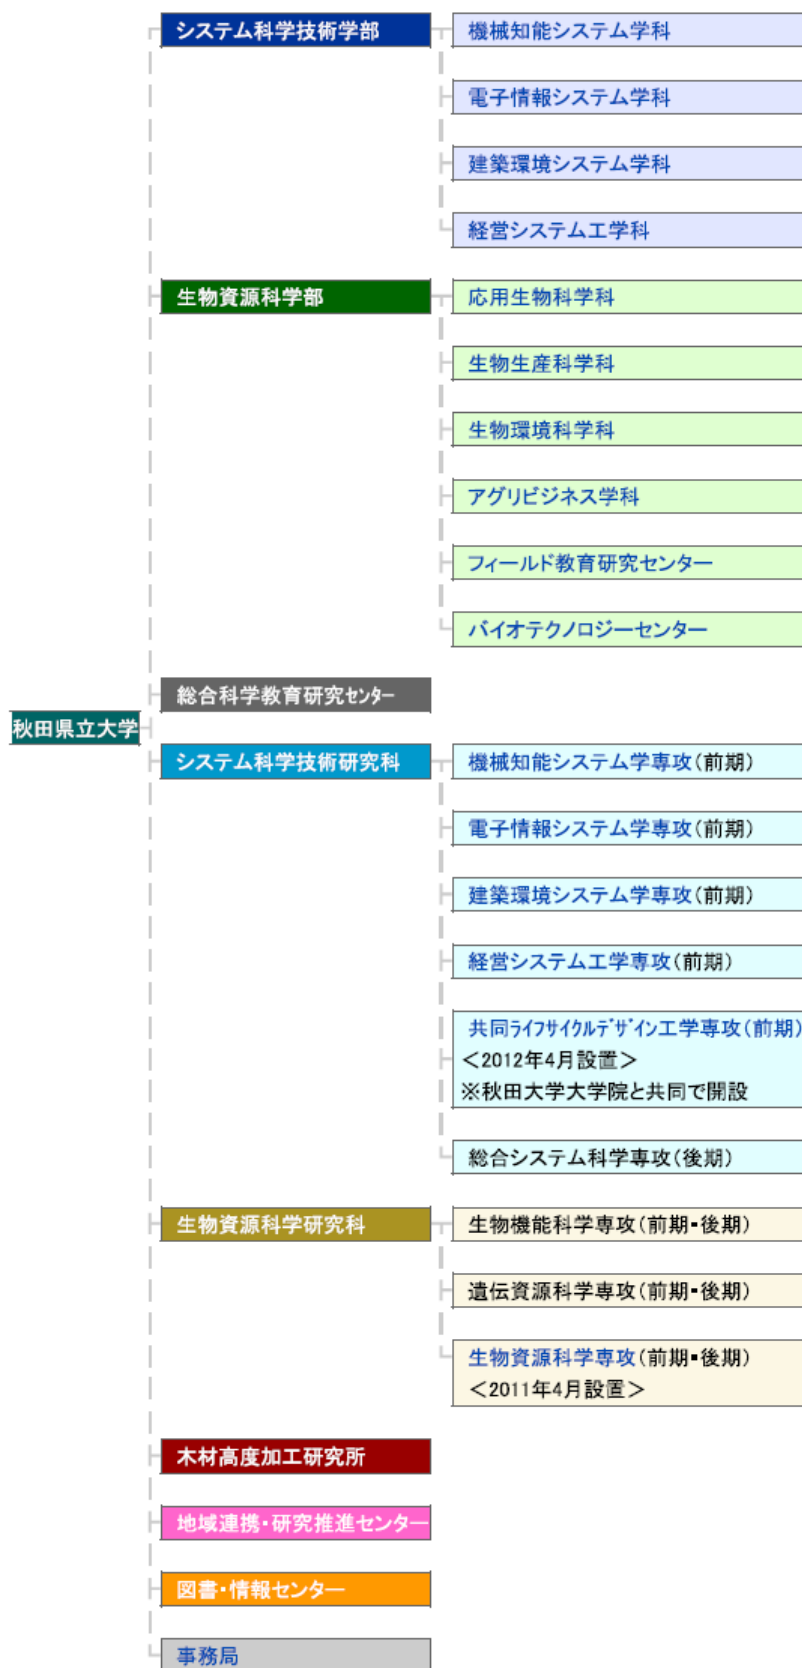 システム科学技術学部
機械知能システム学科
電子情報システム学科
建築環境システム学科
経営システム工学科
生物資源科学部
応用生物科学科
生物生産科学科
生物環境科学科
アグリビジネス学科
フィールド教育研究センター
バイオテクノロジーセンター
総合科学教育研究ｾﾝﾀｰ
秋田県立大学
システム科学技術研究科
機械知能システム学専攻(前期)
電子情報システム学専攻(前期)
建築環境システム学専攻(前期)
経営システム工学専攻(前期)
共同ﾗｲﾌｻｲｸﾙﾃﾞｻﾞｲﾝ工学専攻(前期)
＜2012年4月設置＞
※秋田大学大学院と共同で開設
総合システム科学専攻(後期)
生物資源科学研究科
生物機能科学専攻(前期・後期)
遺伝資源科学専攻(前期・後期)
生物資源科学専攻(前期・後期)
＜2011年4月設置＞
木材高度加工研究所
地域連携・研究推進センター
図書・情報センター
事務局